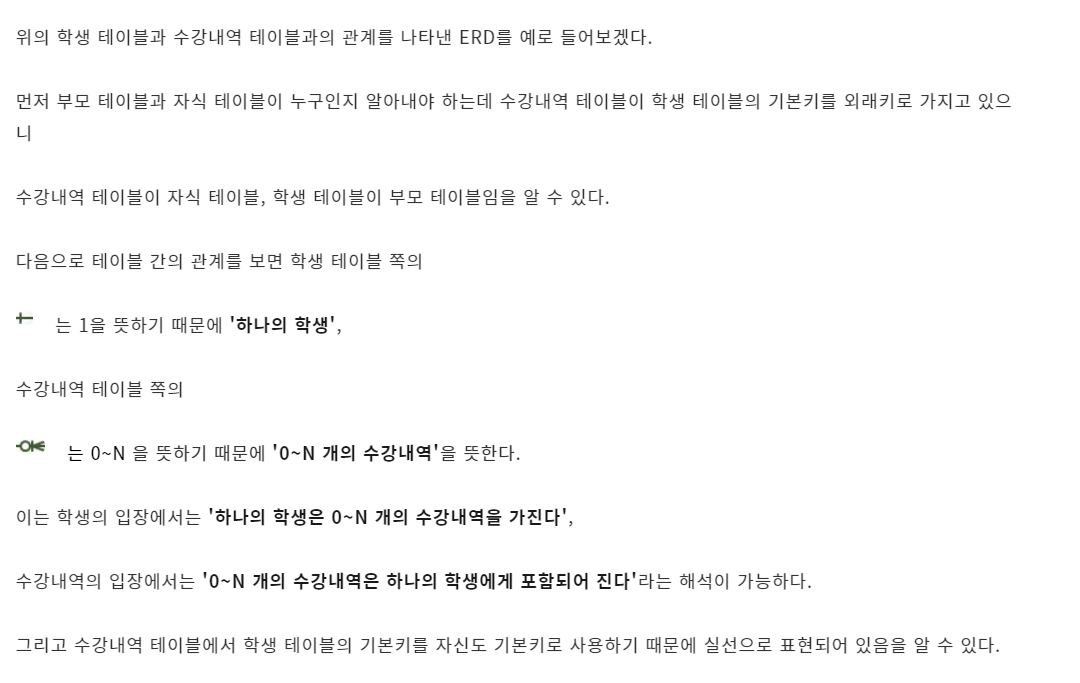 위의 학생 테이블과 수강내역 테이블과의 관계를 나타낸 ERD를 예로 들어보겠다.
먼저 부모 테이블과 자식 테이블이 누구인지 알아내야 하는데 수강내역 테이블이 학생 테이블의 기본키를 외래키로 가지고 있으
니
수강내역 테이블이 자식 테이블, 학생 테이블이 부모 테이블임을 알 수 있다.
다음으로 테이블 간의 관계를 보면 학생 테이블 쪽의
는 1을 뜻하기 때문에 '하나의 학생',
수강내역 테이블 쪽의
는 0~N 을 뜻하기 때문에 '0~N 개의 수강내역'을 뜻한다.
이는 학생의 입장에서는 '하나의 학생은 0~N 개의 수강내역을 가진다',
수강내역의 입장에서는 '0~N 개의 수강내역은 하나의 학생에게 포함되어 진다'라는 해석이 가능하다.
그리고 수강내역 테이블에서 학생 테이블의 기본키를 자신도 기본키로 사용하기 때문에 실선으로 표현되어 있음을 알 수 있다.